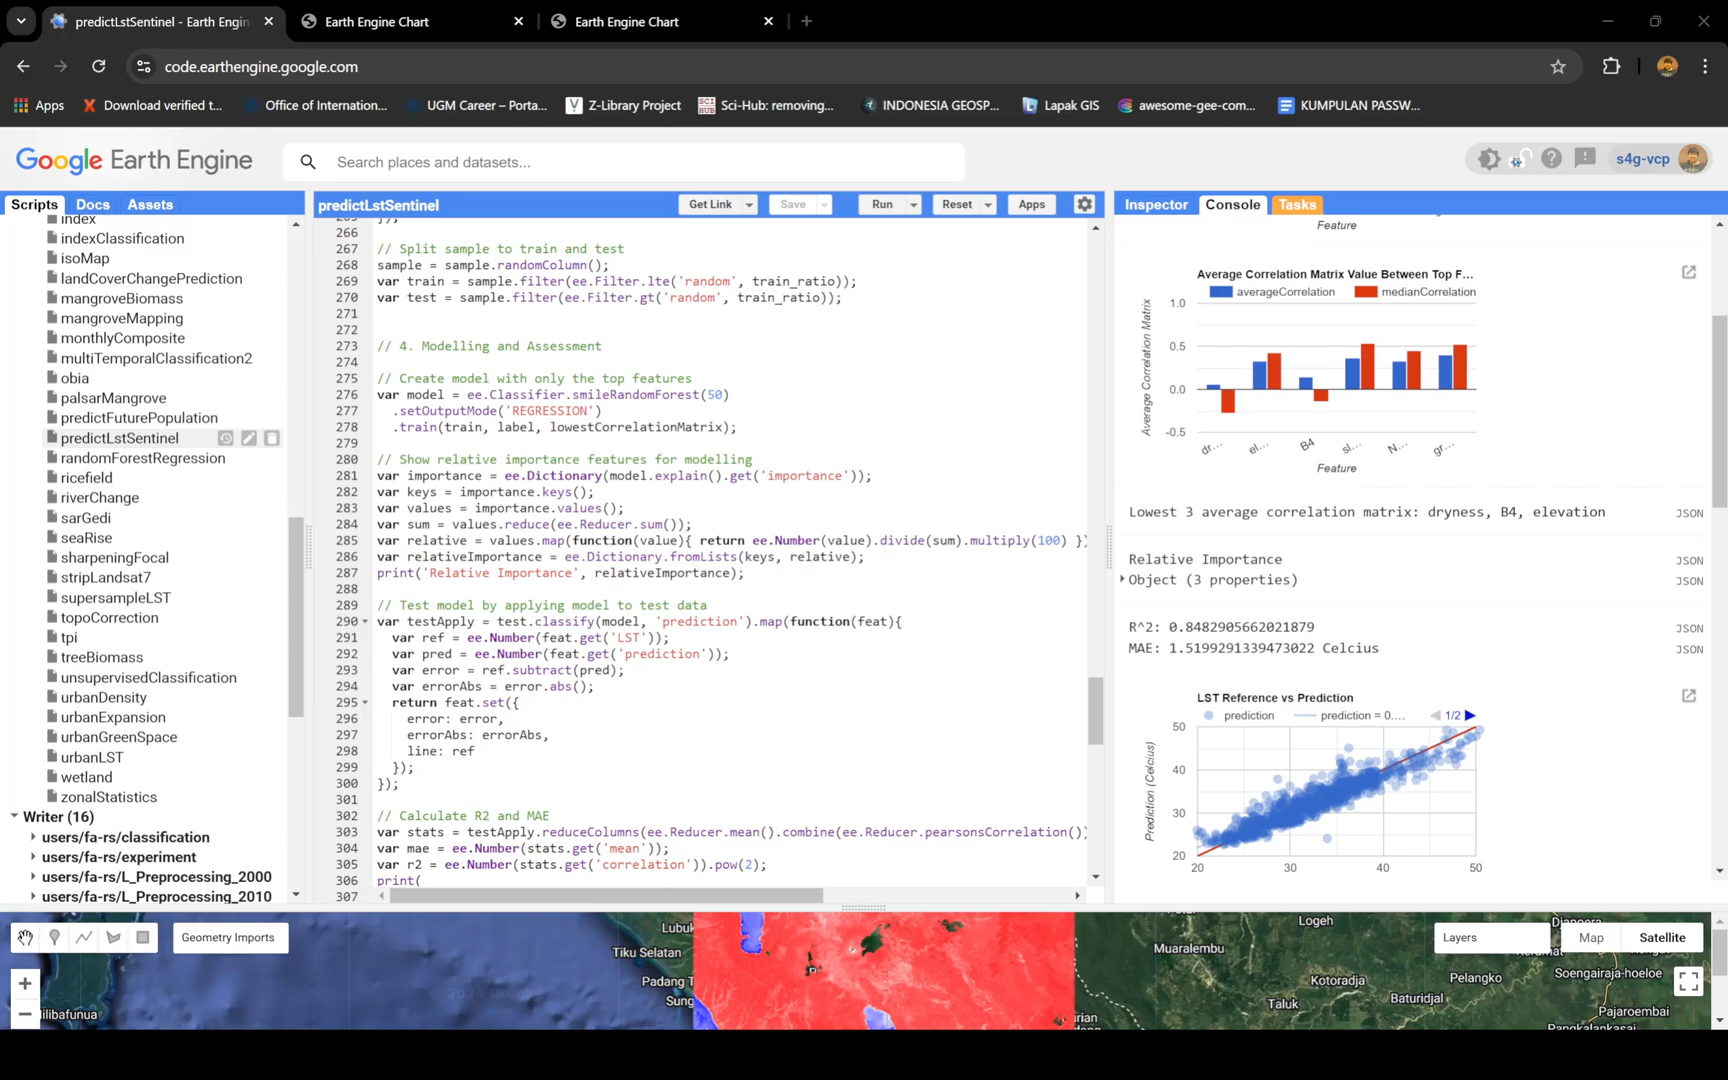 predictLstSentinel - Earth Engin
Earth Engine Chart
Earth Engine Chart
code.earthengine.google.com
Apps
Download verified t...
Office of Internation...
UGM Career – Porta...
Z-Library Project
Sci-Hub: removing...
INDONESIA GEOSP...
Lapak GIS
awesome-gee-com...
KUMPULAN PASSW...
Google Earth Engine
Search places and datasets...
s4g-vcp
Scripts
Docs
Assets
index
indexClassification
isoMap
landCoverChangePrediction
mangroveBiomass
mangroveMapping
monthlyComposite
multiTemporalClassification2
obia
palsarMangrove
predictFuturePopulation
predictLstSentinel
randomForestRegression
ricefield
riverChange
sarGedi
seaRise
sharpeningFocal
stripLandsat7
supersampleLST
topoCorrection
tpi
treeBiomass
unsupervisedClassification
urbanDensity
urbanExpansion
urbanGreenSpace
urbanLST
wetland
zonalStatistics
Writer (16)
users/fa-rs/classification
users/fa-rs/experiment
users/fa-rs/L_Preprocessing_2000
users/fa-rs/L_Preprocessing_2010
predictLstSentinel
Get Link
Save
Run
Reset
Apps
265 });
266
267 // Split sample to train and test
268 sample = sample.randomColumn();
269 var train = sample.filter(ee.Filter.lte('random', train_ratio));
270 var test = sample.filter(ee.Filter.gt('random', train_ratio));
271
272
273 // 4. Modelling and Assessment
274
275 // Create model with only the top features
276 var model = ee.Classifier.smileRandomForest(50)
277 .setOutputMode('REGRESSION')
278 .train(train, label, lowestCorrelationMatrix);
279
280 // Show relative importance features for modelling
281 var importance = ee.Dictionary(model.explain().get('importance'));
282 var keys = importance.keys();
283 var values = importance.values();
284 var sum = values.reduce(ee.Reducer.sum());
285 var relative = values.map(function(value){ return ee.Number(value).divide(sum).multiply(100) }
286 var relativeImportance = ee.Dictionary.fromLists(keys, relative);
287 print('Relative Importance', relativeImportance);
288
289 // Test model by applying model to test data
290 var testApply = test.classify(model, 'prediction').map(function(feat){
291 var ref = ee.Number(feat.get('LST'));
292 var pred = ee.Number(feat.get('prediction'));
293 var error = ref.subtract(pred);
294 var errorAbs = error.abs();
295 return feat.set({
296 error: error,
297 errorAbs: errorAbs,
298 line: ref
299 });
300 });
301
302 // Calculate R2 and MAE
303 var stats = testApply.reduceColumns(ee.Reducer.mean().combine(ee.Reducer.pearsonsCorrelation())
304 var mae = ee.Number(stats.get('mean'));
305 var r2 = ee.Number(stats.get('correlation')).pow(2);
306 print(
307
Inspector
Console
Tasks
Feature
Average Correlation Matrix Value Between Top F...
averageCorrelation
medianCorrelation
Average Correlation Matrix
1.0
0.5
0.0
-0.5
dr...
el...
B4
sl...
N...
gr...
Feature
Lowest 3 average correlation matrix: dryness, B4, elevation
JSON
Relative Importance
JSON
Object (3 properties)
JSON
R^2: 0.8482905662021879
JSON
MAE: 1.5199291339473022 Celcius
JSON
LST Reference vs Prediction
prediction
prediction = 0....
1/2
Prediction (Celcius)
50
40
30
20
20
30
40
50
Geometry Imports
Layers
Map
Satellite
Lubuk
Tiku Selatan
Padang T
Sung
Logeh
Muaralembu
Kotoradja
Pelangko
Soengairaja-hoeloe
Taluk
Baturidjal
Pajaroembai
Pangkalankasai
ilibafunua